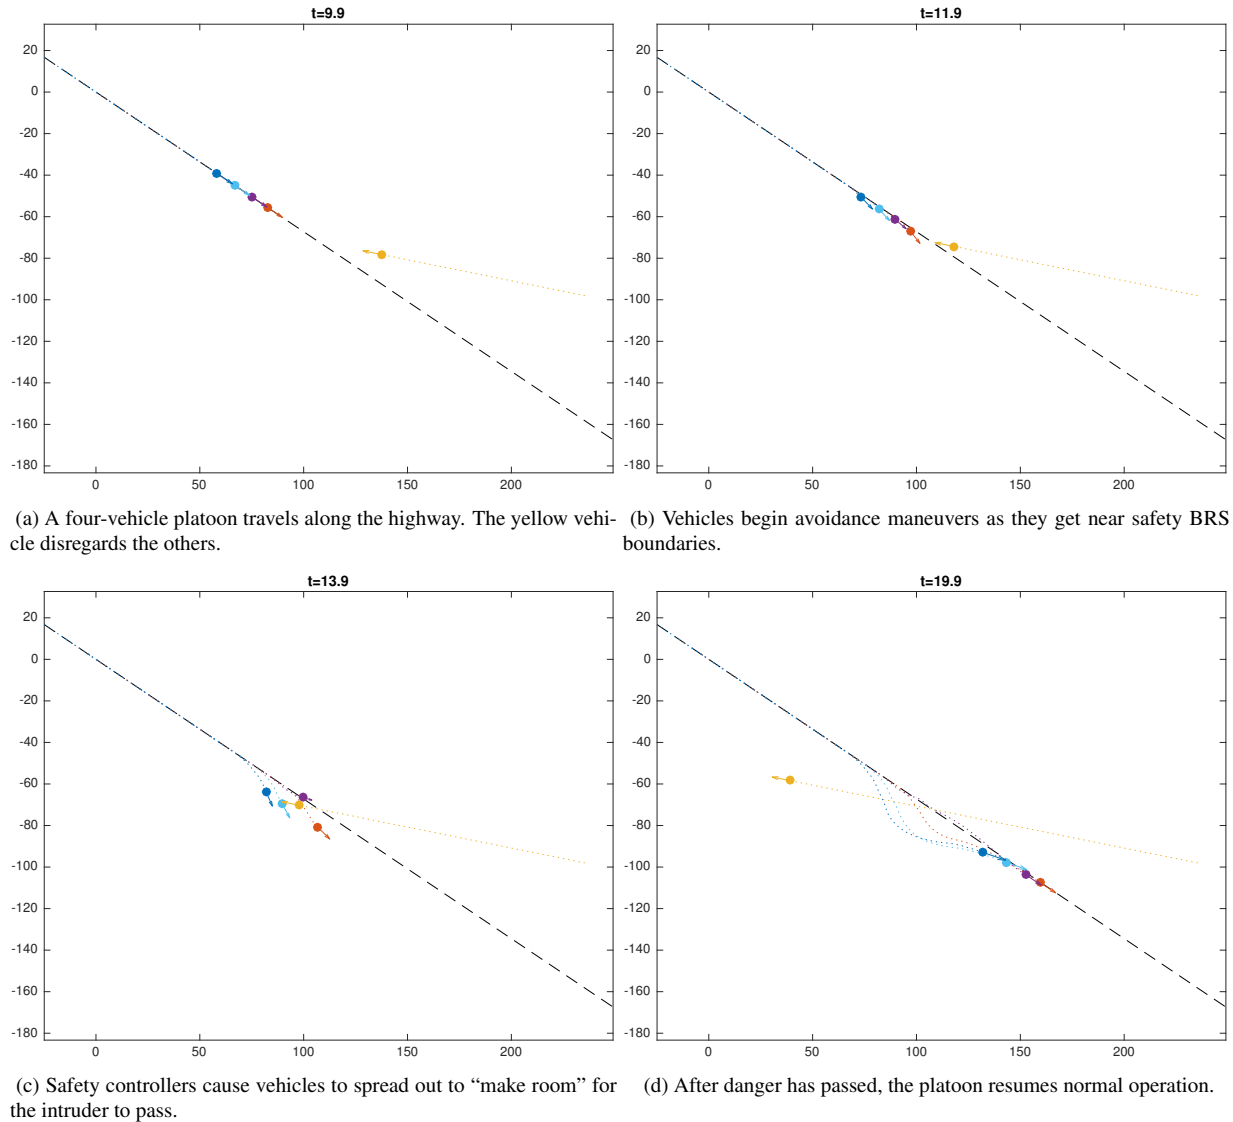 t=9.9
20
0
-20
-40
-60
-80
-100
-120
-140
-160
-180
0 50 100 150 200
(a) A four-vehicle platoon travels along the highway. The yellow vehi-
cle disregards the others.
t=11.9
20
0
-20
-40
-60
-80
-100
-120
-140
-160
-180
0 50 100 150 200
(b) Vehicles begin avoidance maneuvers as they get near safety BRS
boundaries.
t=13.9
20
0
-20
-40
-60
-80
-100
-120
-140
-160
-180
0 50 100 150 200
(c) Safety controllers cause vehicles to spread out to “make room” for
the intruder to pass.
t=19.9
20
0
-20
-40
-60
-80
-100
-120
-140
-160
-180
0 50 100 150 200
(d) After danger has passed, the platoon resumes normal operation.